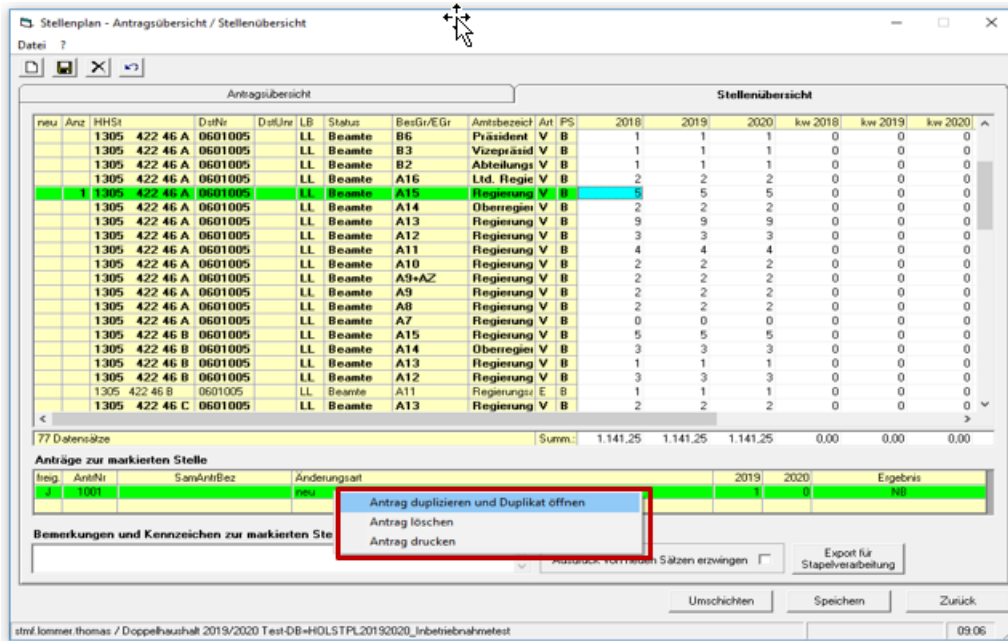 Stellenplan - Antragsübersicht / Stellenübersicht
Datei ?
Antragsübersicht Stellenübersicht
neu Anz HHSt DstNr DstUnr LB Status BesGr/EGr Amtsbezeich Art PS 2018 2019 2020 kw 2018 kw 2019 kw 2020
1305 422 46 A 0601005 LL Beamte B6 Präsident V B 1 1 1 0 0 0
1305 422 46 A 0601005 LL Beamte B3 Vizepräsid V B 1 1 1 0 0 0
1305 422 46 A 0601005 LL Beamte B2 Abteilungs V B 1 1 1 0 0 0
1305 422 46 A 0601005 LL Beamte A16 Ltd. Regie V B 2 2 2 0 0 0
1 1305 422 46 A 0601005 LL Beamte A15 Regierung V B 5 5 5 0 0 0
1305 422 46 A 0601005 LL Beamte A14 Oberregier V B 2 2 2 0 0 0
1305 422 46 A 0601005 LL Beamte A13 Regierung V B 9 9 9 0 0 0
1305 422 46 A 0601005 LL Beamte A12 Regierung V B 3 3 3 0 0 0
1305 422 46 A 0601005 LL Beamte A11 Regierung V B 4 4 4 0 0 0
1305 422 46 A 0601005 LL Beamte A10 Regierung V B 2 2 2 0 0 0
1305 422 46 A 0601005 LL Beamte A9+AZ Regierung V B 2 2 2 0 0 0
1305 422 46 A 0601005 LL Beamte A9 Regierung V B 2 2 2 0 0 0
1305 422 46 A 0601005 LL Beamte A8 Regierung V B 2 2 2 0 0 0
1305 422 46 A 0601005 LL Beamte A7 Regierung V B 0 0 0 0 0 0
1305 422 46 B 0601005 LL Beamte A15 Regierung V B 5 5 5 0 0 0
1305 422 46 B 0601005 LL Beamte A14 Oberregier V B 3 3 3 0 0 0
1305 422 46 B 0601005 LL Beamte A13 Regierung V B 1 1 1 0 0 0
1305 422 46 B 0601005 LL Beamte A12 Regierung V B 3 3 3 0 0 0
1305 422 46 B 0601005 LL Beamte A11 Regierungsa E B 1 1 1 0 0 0
1305 422 46 C 0601005 LL Beamte A13 Regierung V B 2 2 2 0 0 0
77 Datensätze Summ.: 1.141,25 1.141,25 1.141,25 0,00 0,00 0,00
Anträge zur markierten Stelle
freig. AntrNr SamAntrBez Änderungsart 2019 2020 Ergebnis
J 1001 neu 1 0 NB
Antrag duplizieren und Duplikat öffnen
Antrag löschen
Antrag drucken
Bemerkungen und Kennzeichen zur markierten Ste
Ausdruck von neuen Sätzen erzwingen
Export für
Stapelverarbeitung
Umschichten Speichern Zurück
stmf.lommer.thomas / Doppelhaushalt 2019/2020 Test-DB=HOLSTPL20192020_Inbetriebnahmetest 09:06